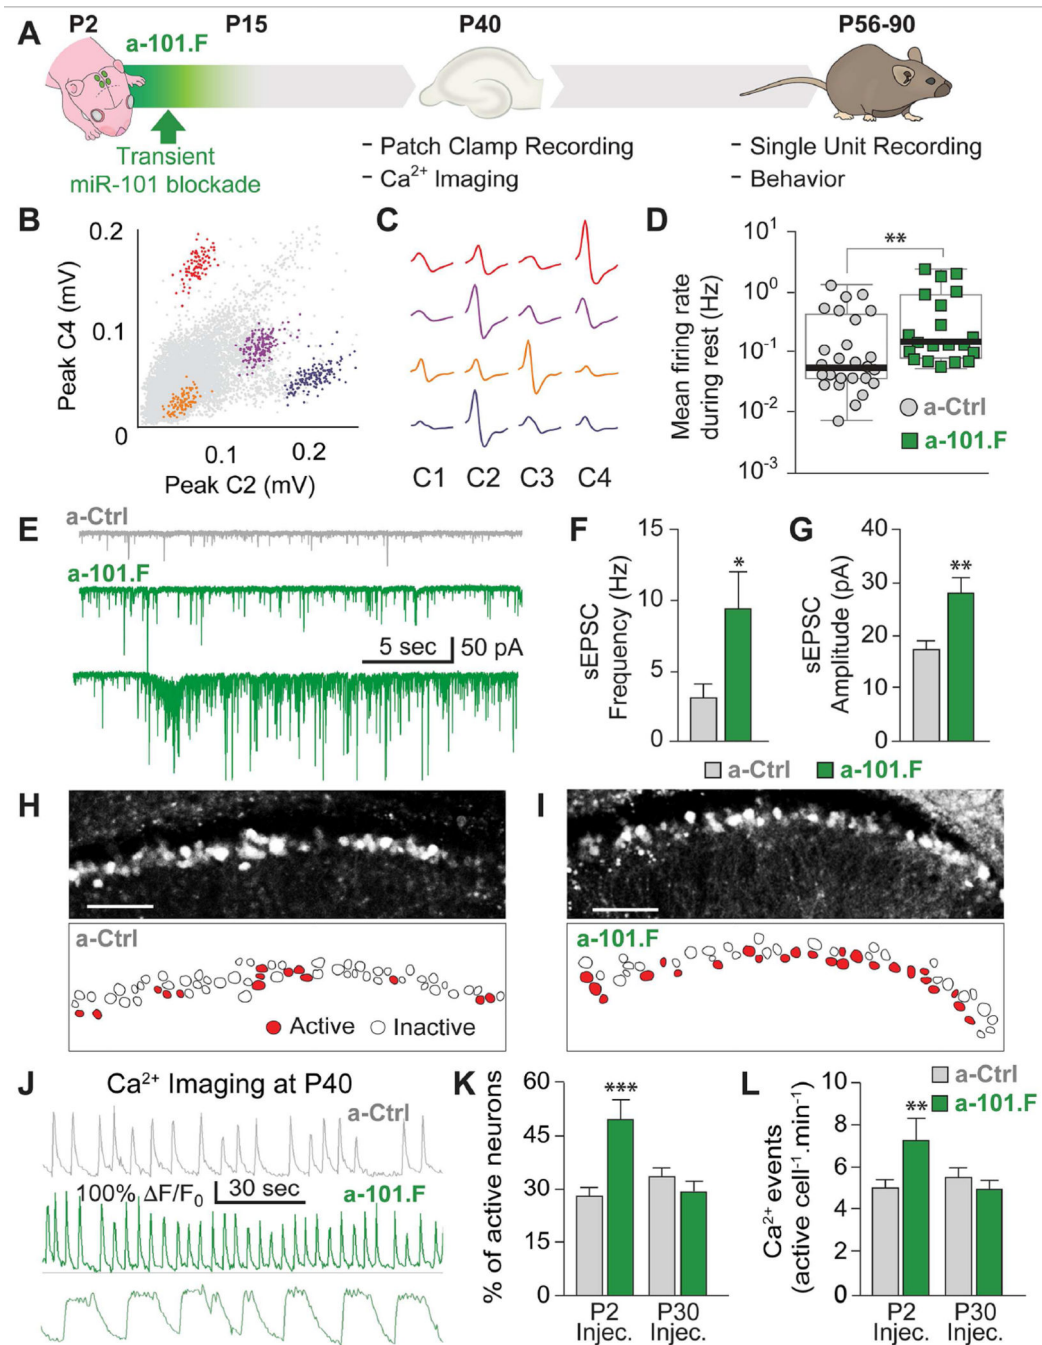 A
P2
P15
P40
P56-90
a-101.F
Transient
miR-101 blockade
- Patch Clamp Recording
- Ca²⁺ Imaging
- Single Unit Recording
- Behavior
B
0.2
0.1
0
Peak C4 (mV)
0.1
0.2
Peak C2 (mV)
C
C1 C2 C3 C4
D
Mean firing rate
during rest (Hz)
10¹
10⁰
10⁻¹
10⁻²
10⁻³
**
a-Ctrl
a-101.F
E
a-Ctrl
a-101.F
5 sec
50 pA
F
sEPSC
Frequency (Hz)
15
10
5
0
*
G
sEPSC
Amplitude (pA)
40
30
20
10
0
**
a-Ctrl
a-101.F
H
a-Ctrl
Active
Inactive
I
a-101.F
J
Ca²⁺ Imaging at P40
a-Ctrl
100% ΔF/F₀
30 sec
a-101.F
K
% of active neurons
60
45
30
15
0
***
P2
Injec.
P30
Injec.
L
Ca²⁺ events
(active cell⁻¹.min⁻¹)
10
8
6
4
2
0
**
a-Ctrl
a-101.F
P2
Injec.
P30
Injec.